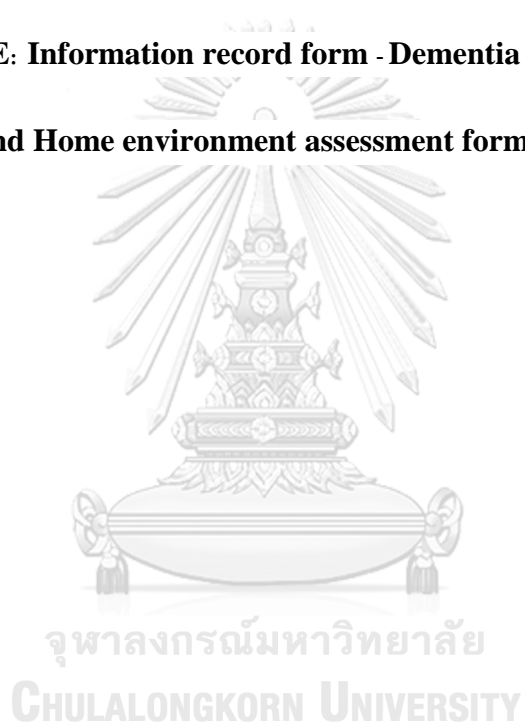 E: Information record form - Dementia
nd Home environment assessment form
จุฬาลงกรณ์มหาวิทยาลัย
CHULALONGKORN UNIVERSITY